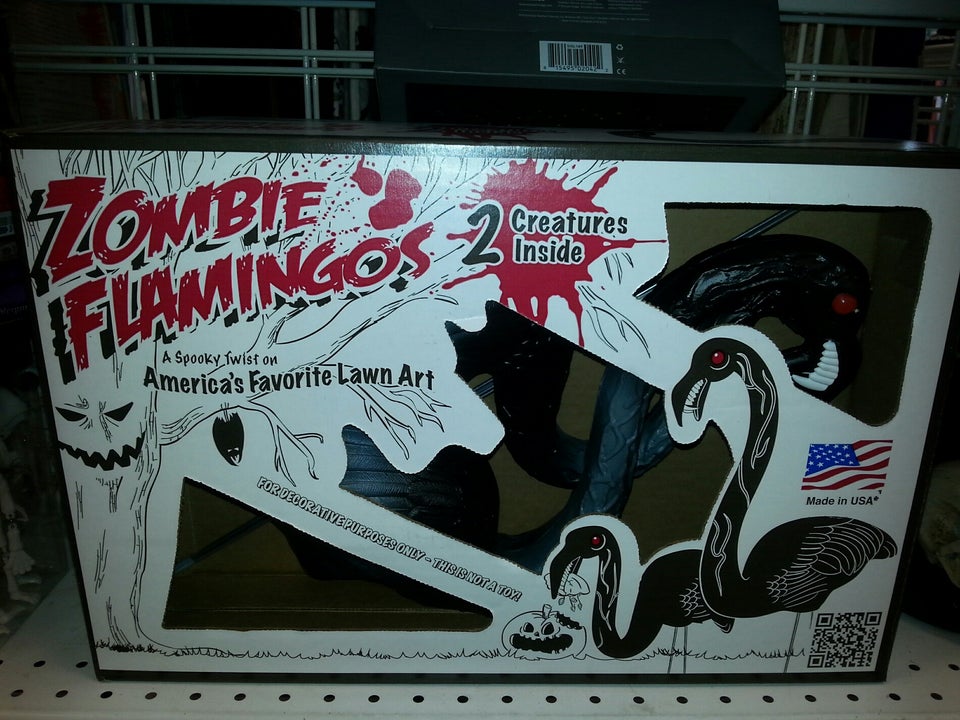 ZOMBIE
FLAMINGOS
2 Creatures
Inside
A Spooky Twist on
America's Favorite Lawn Art
FOR DECORATIVE PURPOSES ONLY - THIS IS NOT A TOY!
Made in USA*